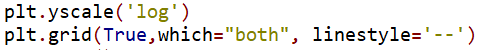 plt.yscale('log')
plt.grid(True,which="both", linestyle='--')